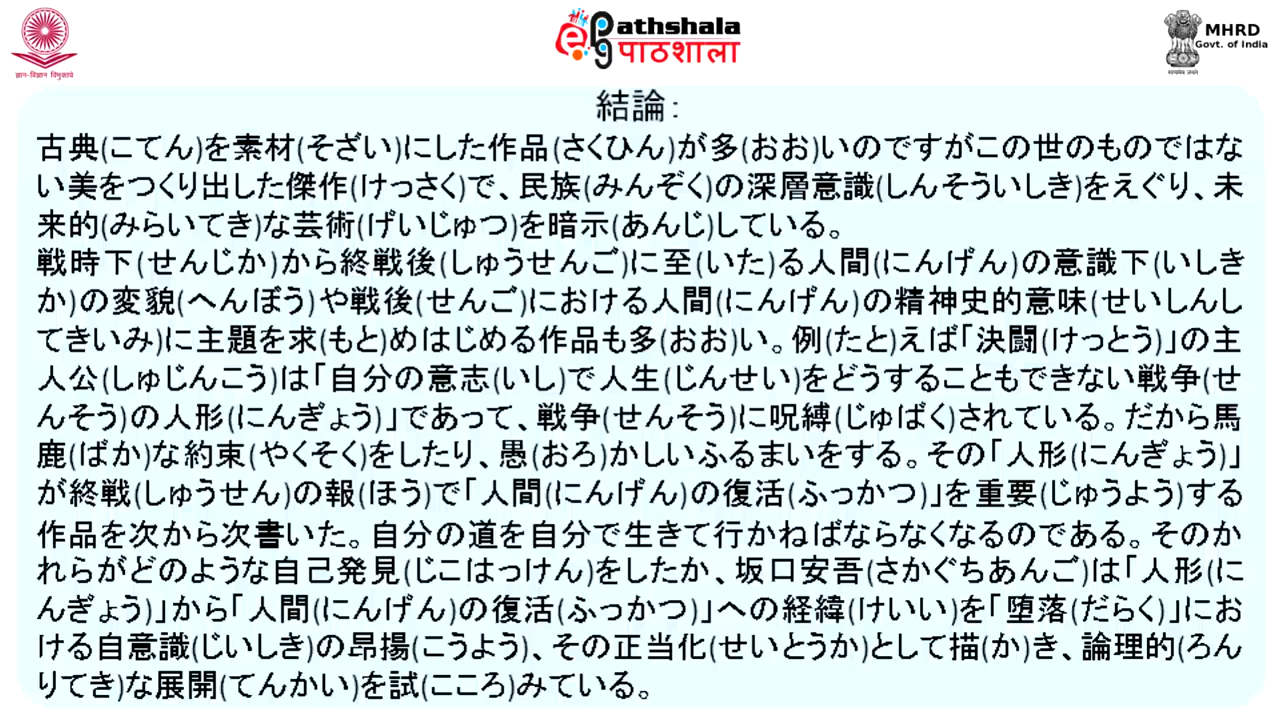 ज्ञान-विज्ञान विमुक्तये
ePathshala
पाठशाला
MHRD
Govt. of India
सत्यमेव जयते
結論:
古典(こてん)を素材(そざい)にした作品(さくひん)が多(おお)いのですがこの世のものではな
い美をつくり出した傑作(けっさく)で、民族(みんぞく)の深層意識(しんそういしき)をえぐり、未
来的(みらいてき)な芸術(げいじゅつ)を暗示(あんじ)している。
戦時下(せんじか)から終戦後(しゅうせんご)に至(いた)る人間(にんげん)の意識下(いしき
か)の変貌(へんぼう)や戦後(せんご)における人間(にんげん)の精神史的意味(せいしんし
てきいみ)に主題を求(もと)めはじめる作品も多(おお)い。例(たと)えば「決闘(けっとう)」の主
人公(しゅじんこう)は「自分の意志(いし)で人生(じんせい)をどうすることもできない戦争(せ
んそう)の人形(にんぎょう)」であって、戦争(せんそう)に呪縛(じゅばく)されている。だから馬
鹿(ばか)な約束(やくそく)をしたり、愚(おろ)かしいふるまいをする。その「人形(にんぎょう)」
が終戦(しゅうせん)の報(ほう)で「人間(にんげん)の復活(ふっかつ)」を重要(じゅうよう)する
作品を次から次書いた。自分の道を自分で生きて行かねばならなくなるのである。そのか
れらがどのような自己発見(じこはっけん)をしたか、坂口安吾(さかぐちあんご)は「人形(に
んぎょう)」から「人間(にんげん)の復活(ふっかつ)」への経緯(けいい)を「堕落(だらく)」にお
ける自意識(じいしき)の昂揚(こうよう)、その正当化(せいとうか)として描(か)き、論理的(ろん
りてき)な展開(てんかい)を試(こころ)みている。